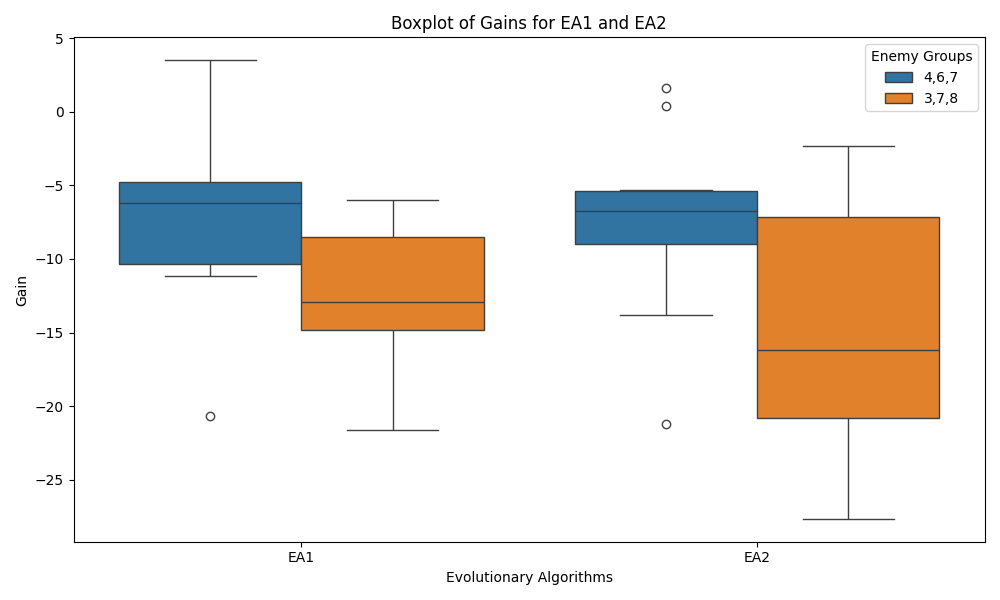 Boxplot of Gains for EA1 and EA2
Enemy Groups
4,6,7
3,7,8
5
0
−5
−10
−15
−20
−25
Gain
EA1
EA2
Evolutionary Algorithms